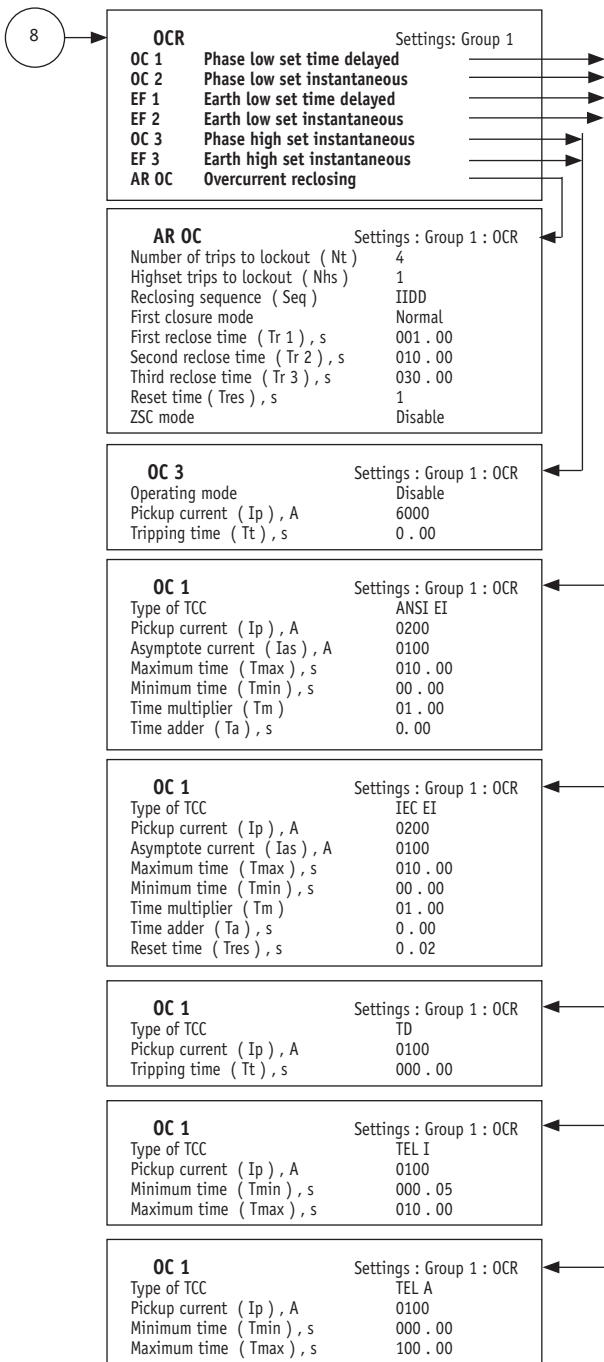 8
OCR Settings: Group 1
OC 1 Phase low set time delayed
OC 2 Phase low set instantaneous
EF 1 Earth low set time delayed
EF 2 Earth low set instantaneous
OC 3 Phase high set instantaneous
EF 3 Earth high set instantaneous
AR OC Overcurrent reclosing
AR OC Settings : Group 1 : OCR
Number of trips to lockout ( Nt ) 4
Highset trips to lockout ( Nhs ) 1
Reclosing sequence ( Seq ) IIDD
First closure mode Normal
First reclose time ( Tr 1 ) , s 001 . 00
Second reclose time ( Tr 2 ) , s 010 . 00
Third reclose time ( Tr 3 ) , s 030 . 00
Reset time ( Tres ) , s 1
ZSC mode Disable
OC 3 Settings : Group 1 : OCR
Operating mode Disable
Pickup current ( Ip ) , A 6000
Tripping time ( Tt ) , s 0 . 00
OC 1 Settings : Group 1 : OCR
Type of TCC ANSI EI
Pickup current ( Ip ) , A 0200
Asymptote current ( Ias ) , A 0100
Maximum time ( Tmax ) , s 010 . 00
Minimum time ( Tmin ) , s 00 . 00
Time multiplier ( Tm ) 01 . 00
Time adder ( Ta ) , s 0. 00
OC 1 Settings : Group 1 : OCR
Type of TCC IEC EI
Pickup current ( Ip ) , A 0200
Asymptote current ( Ias ) , A 0100
Maximum time ( Tmax ) , s 010 . 00
Minimum time ( Tmin ) , s 00 . 00
Time multiplier ( Tm ) 01 . 00
Time adder ( Ta ) , s 0 . 00
Reset time ( Tres ) , s 0 . 02
OC 1 Settings : Group 1 : OCR
Type of TCC TD
Pickup current ( Ip ) , A 0100
Tripping time ( Tt ) , s 000 . 00
OC 1 Settings : Group 1 : OCR
Type of TCC TEL I
Pickup current ( Ip ) , A 0100
Minimum time ( Tmin ) , s 000 . 05
Maximum time ( Tmax ) , s 010 . 00
OC 1 Settings : Group 1 : OCR
Type of TCC TEL A
Pickup current ( Ip ) , A 0100
Minimum time ( Tmin ) , s 000 . 00
Maximum time ( Tmax ) , s 100 . 00